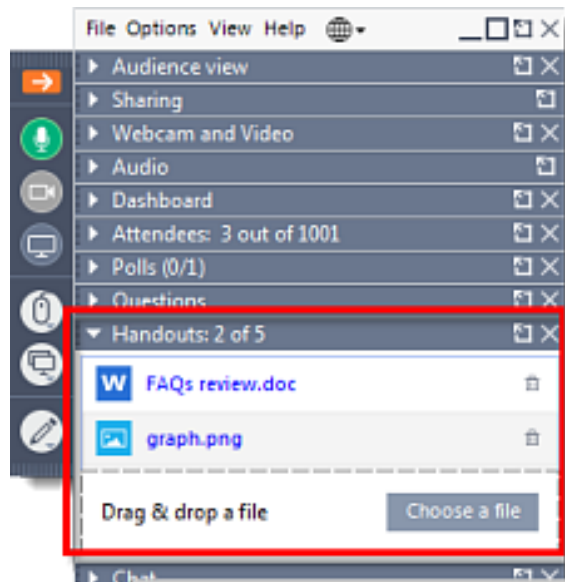 File Options View Help
Audience view
Sharing
Webcam and Video
Audio
Dashboard
Attendees: 3 out of 1001
Polls (0/1)
Questions
Handouts: 2 of 5
W FAQs review.doc
graph.png
Drag & drop a file Choose a file
Chat